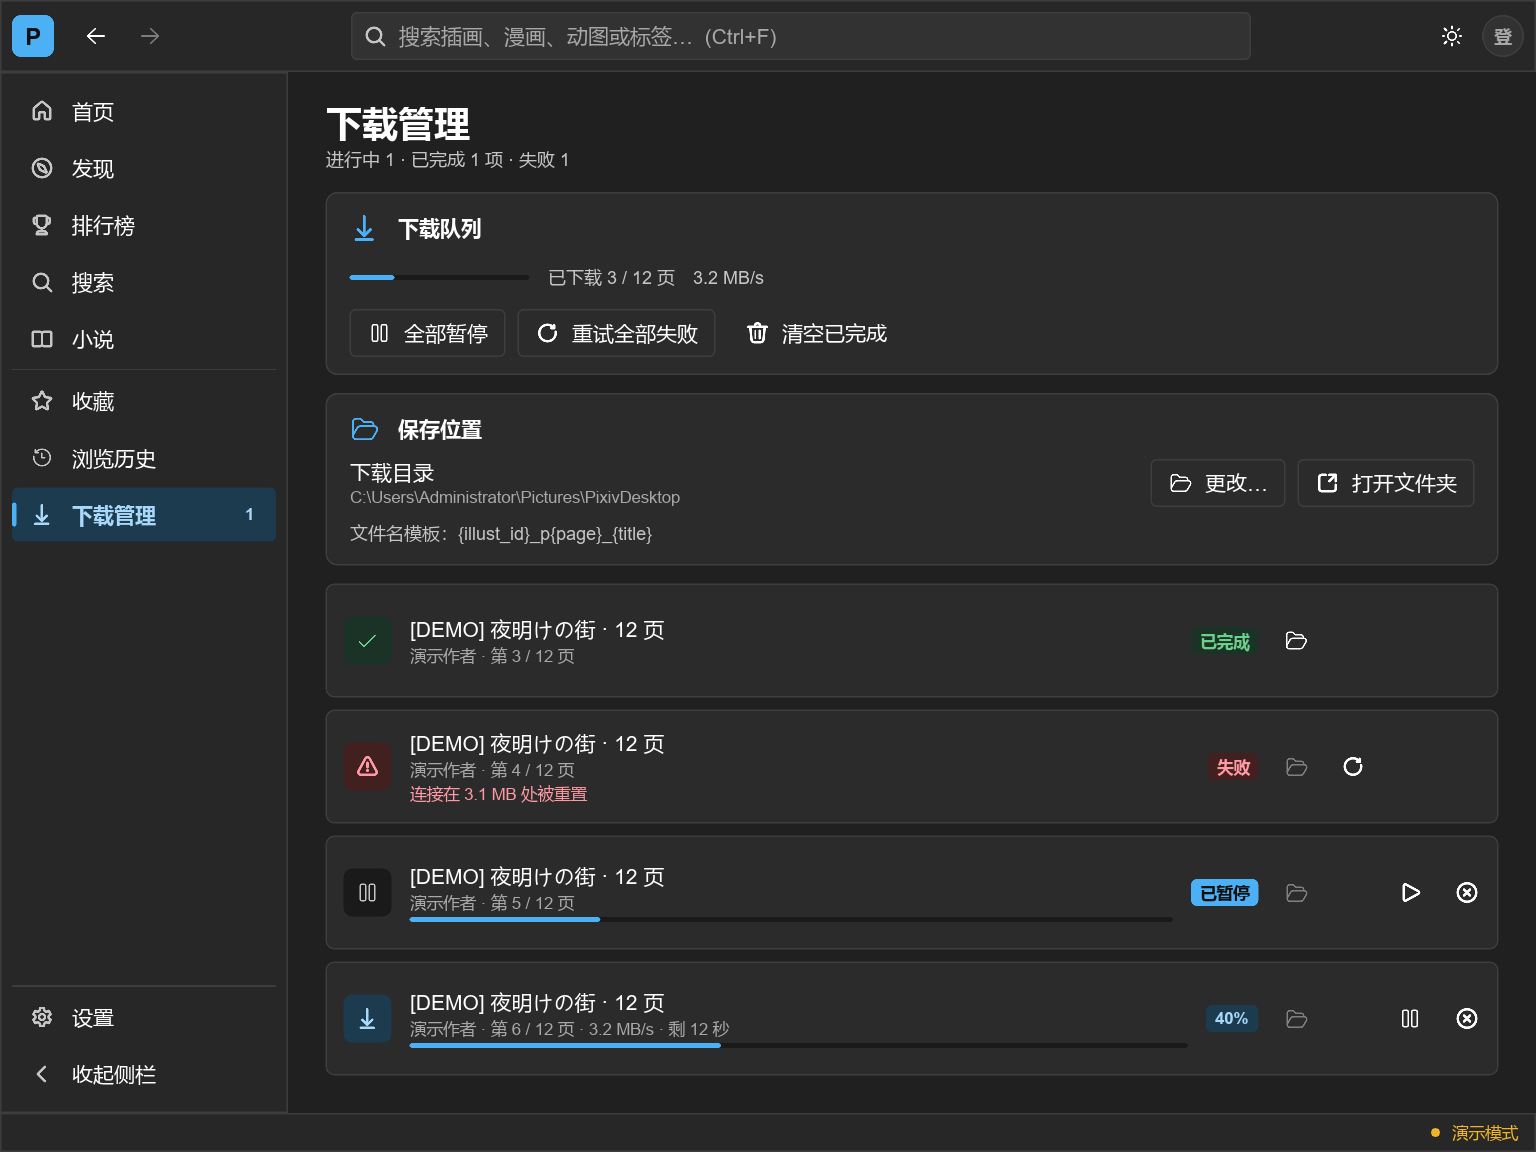 P
搜索插画、漫画、动图或标签… (Ctrl+F)
登
首页
发现
排行榜
搜索
小说
收藏
浏览历史
下载管理 1
设置
收起侧栏
下载管理
进行中 1 · 已完成 1 项 · 失败 1
下载队列
已下载 3 / 12 页 3.2 MB/s
全部暂停 重试全部失败 清空已完成
保存位置
下载目录
C:\Users\Administrator\Pictures\PixivDesktop
更改… 打开文件夹
文件名模板：{illust_id}_p{page}_{title}
[DEMO] 夜明けの街 · 12 页
演示作者 · 第 3 / 12 页
已完成
[DEMO] 夜明けの街 · 12 页
演示作者 · 第 4 / 12 页
连接在 3.1 MB 处被重置
失败
[DEMO] 夜明けの街 · 12 页
演示作者 · 第 5 / 12 页
已暂停
[DEMO] 夜明けの街 · 12 页
演示作者 · 第 6 / 12 页 · 3.2 MB/s · 剩 12 秒
40%
演示模式